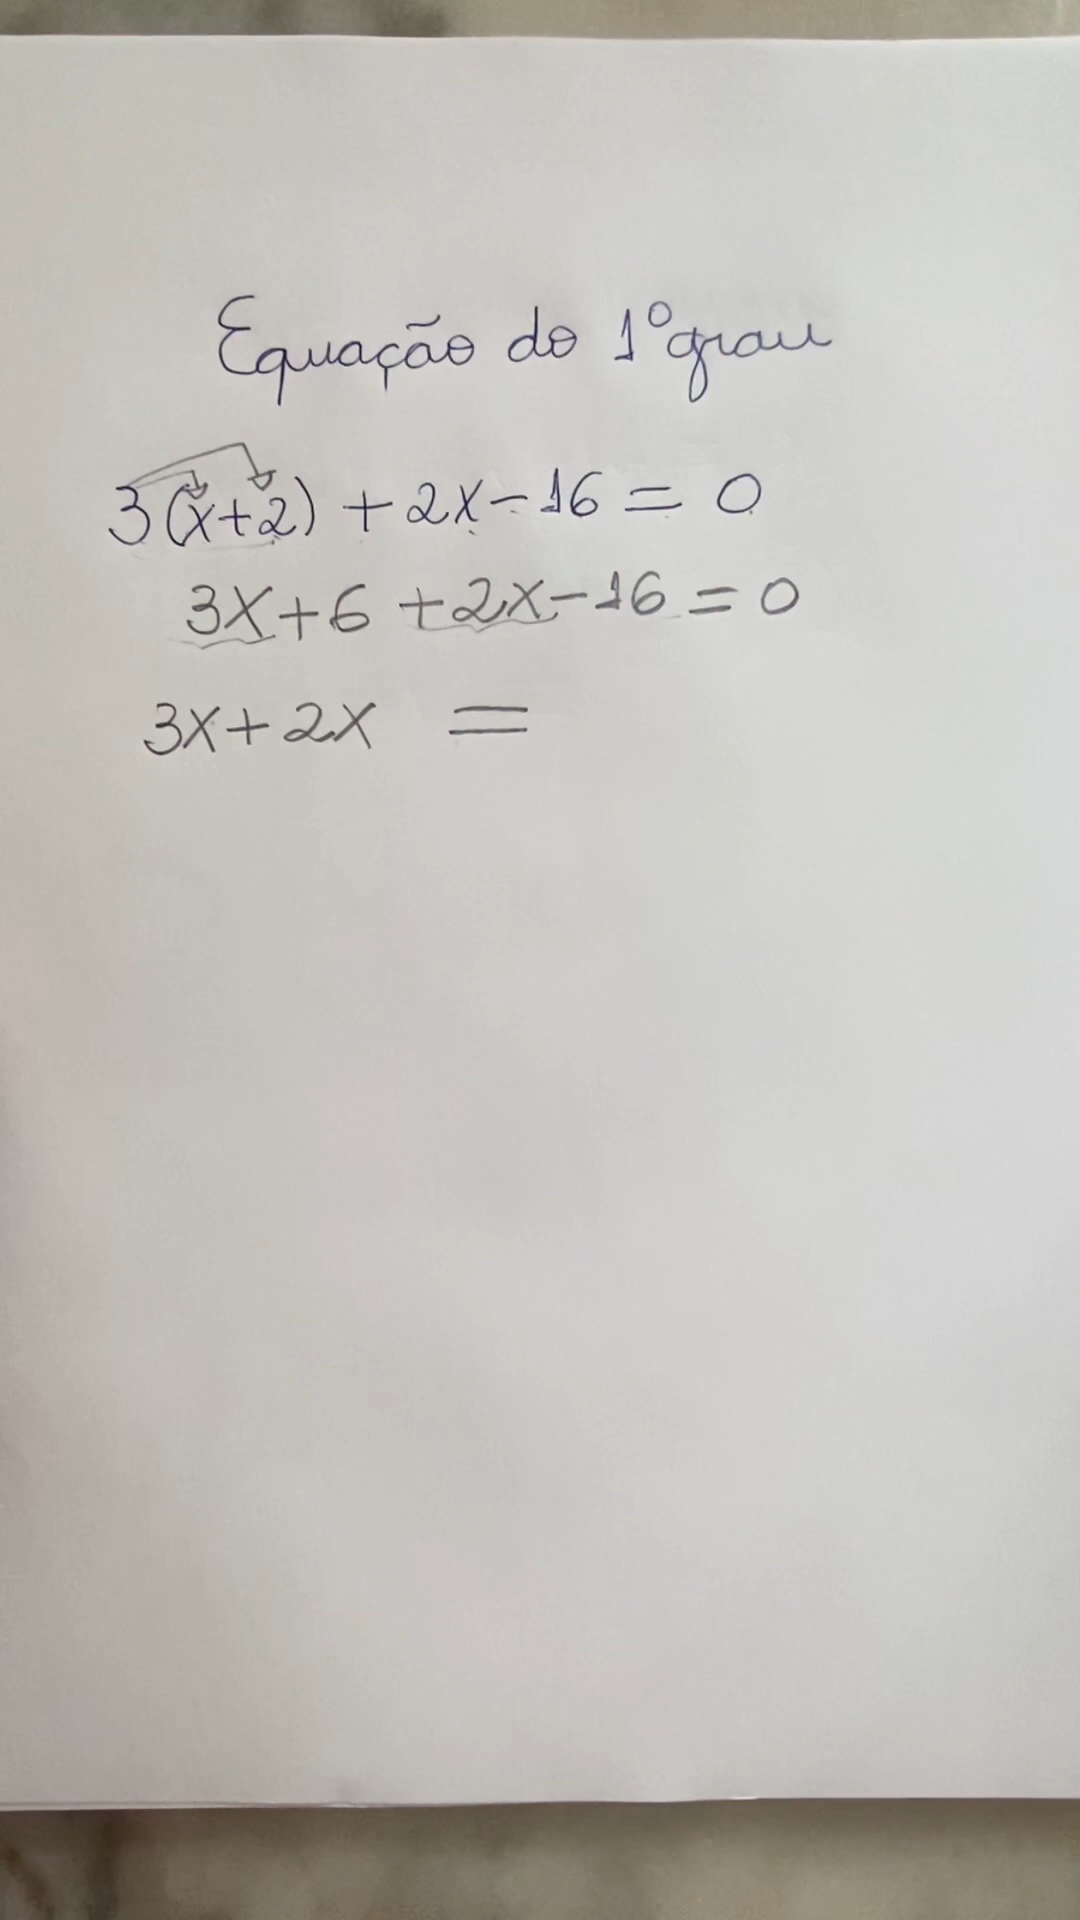 Equação do 1º grau
3(x+2) + 2x - 16 = 0
3x + 6 + 2x - 16 = 0
3x + 2x =